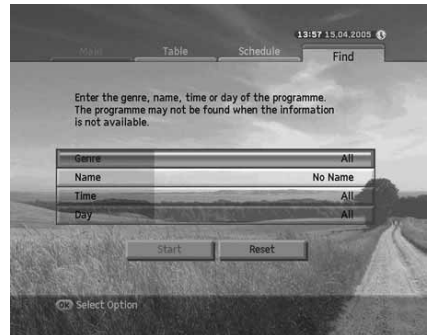 13:57 15.04.2005
Main Table Schedule Find
Enter the genre, name, time or day of the programme.
The programme may not be found when the information
is not available.
Genre All
Name No Name
Time All
Day All
Start Reset
OK Select Option